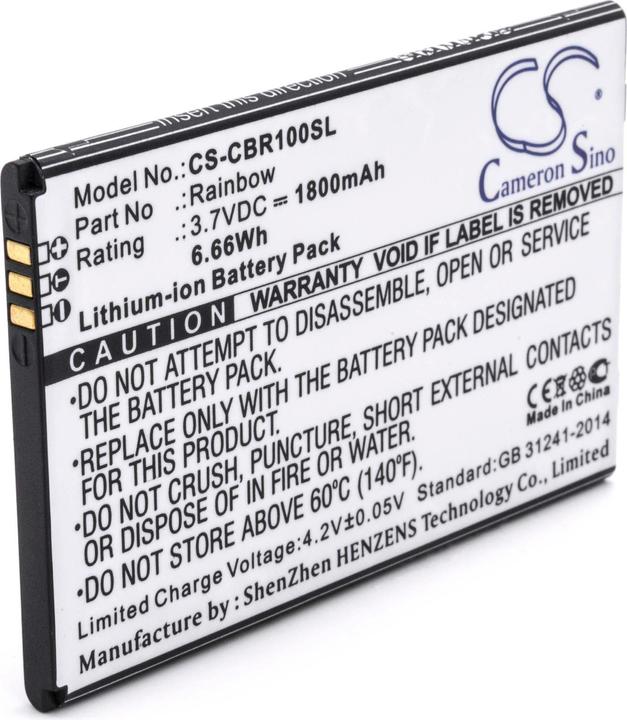 Insert this direction
CS
Cameron Sino
Model No.: CS-CBR100SL
Part No : Rainbow
Rating : 3.7VDC 1800mAh
6.66Wh
Lithium-ion Battery Pack
CAUTION WARRANTY VOID IF LABEL IS REMOVED
•DO NOT ATTEMPT TO DISASSEMBLE, OPEN OR SERVICE
THE BATTERY PACK.
•REPLACE ONLY WITH THE BATTERY PACK DESIGNATED.
•DO NOT CRUSH, PUNCTURE, SHORT EXTERNAL CONTACTS
OR DISPOSE OF IN FIRE OR WATER
•DO NOT STORE ABOVE 60°C (140°F).
CE
Made In China
Limited Charge Voltage:4.2V±0.05V Standard:GB 31241-2014
Manufacturer : ShenZhen HENZENS Technology Co., Limited